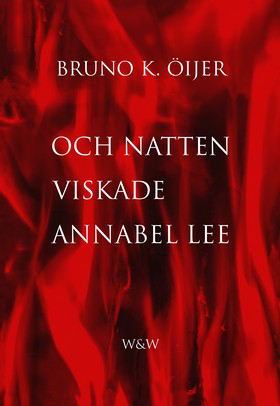 BRUNO K. ÖIJER
OCH NATTEN
VISKADE
ANNABEL LEE
W&W